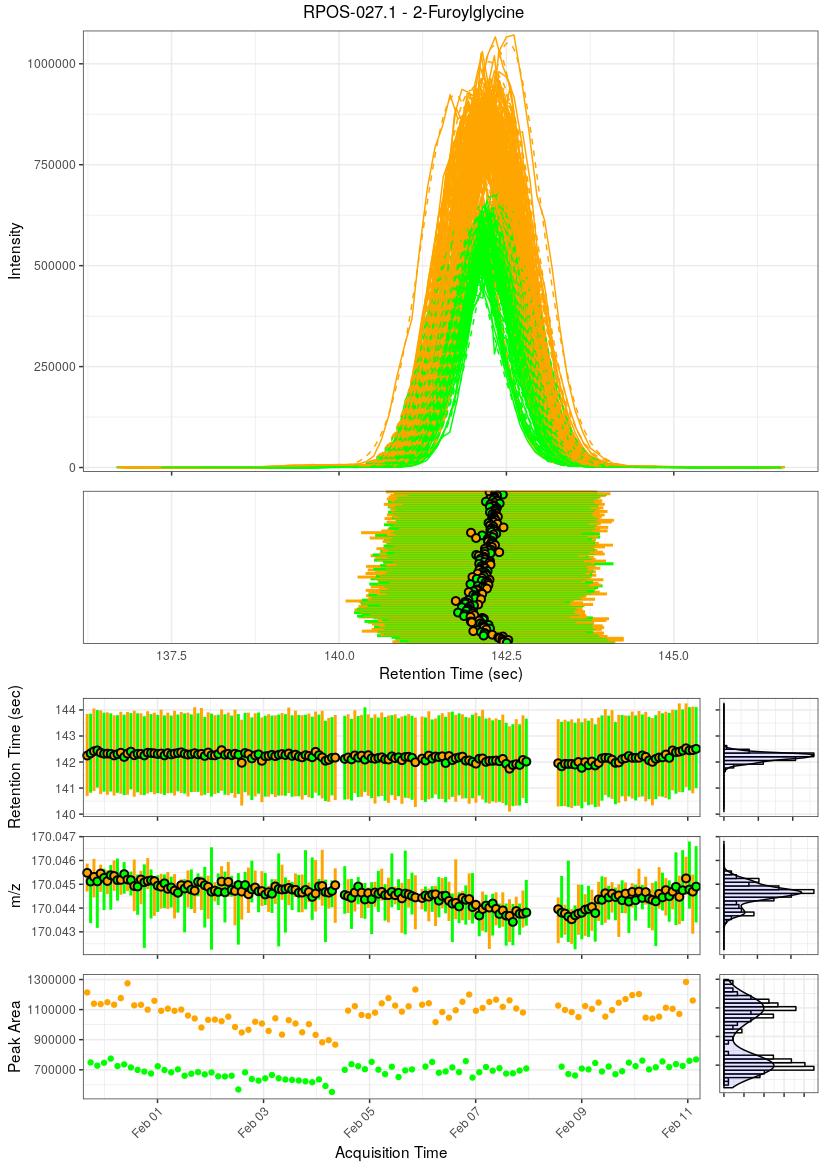 RPOS-027.1 - 2-Furoylglycine
1000000
750000
500000
250000
0
Intensity
137.5 140.0 142.5 145.0
Retention Time (sec)
144
143
142
141
140
Retention Time (sec)
170.047
170.046
170.045
170.044
170.043
m/z
1300000
1100000
900000
700000
Peak Area
Feb 01 Feb 03 Feb 05 Feb 07 Feb 09 Feb 11
Acquisition Time